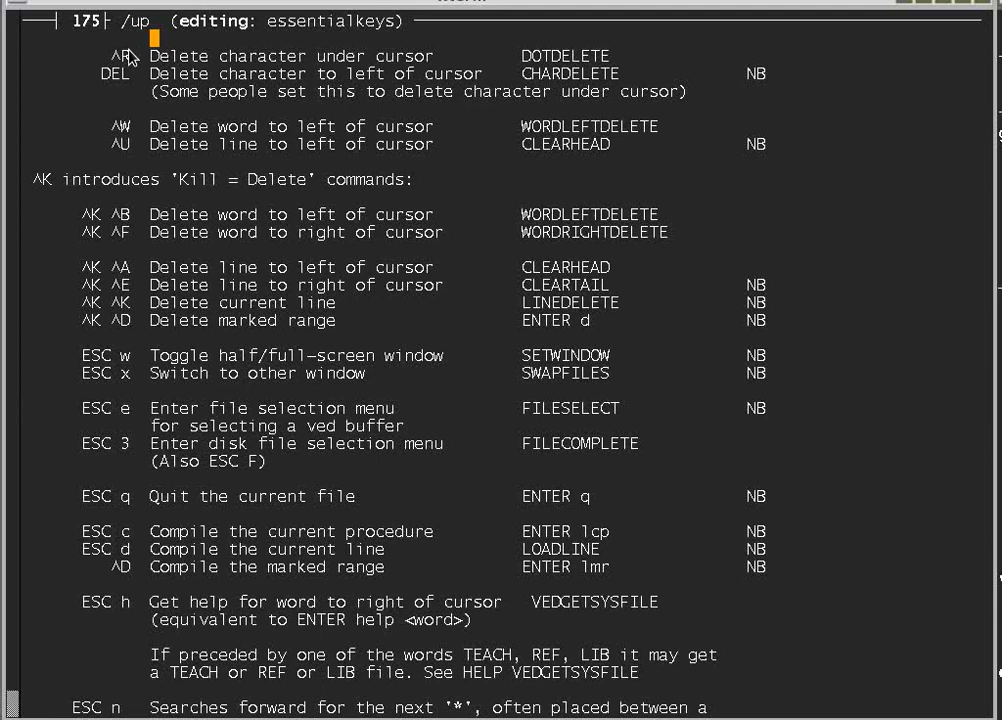 175 /up (editing: essentialkeys)
^R Delete character under cursor DOTDELETE
DEL Delete character to left of cursor CHARDELETE NB
(Some people set this to delete character under cursor)
^W Delete word to left of cursor WORDLEFTDELETE
^U Delete line to left of cursor CLEARHEAD NB
^K introduces 'Kill = Delete' commands:
^K ^B Delete word to left of cursor WORDLEFTDELETE
^K ^F Delete word to right of cursor WORDRIGHTDELETE
^K ^A Delete line to left of cursor CLEARHEAD
^K ^E Delete line to right of cursor CLEARTAIL NB
^K ^K Delete current line LINEDELETE NB
^K ^D Delete marked range ENTER d NB
ESC w Toggle half/full-screen window SETWINDOW NB
ESC x Switch to other window SWAPFILES NB
ESC e Enter file selection menu FILESELECT NB
for selecting a ved buffer
ESC 3 Enter disk file selection menu FILECOMPLETE
(Also ESC F)
ESC q Quit the current file ENTER q NB
ESC c Compile the current procedure ENTER lcp NB
ESC d Compile the current line LOADLINE NB
^D Compile the marked range ENTER lmr NB
ESC h Get help for word to right of cursor VEDGETSYSFILE
(equivalent to ENTER help <word>)
If preceded by one of the words TEACH, REF, LIB it may get
a TEACH or REF or LIB file. See HELP VEDGETSYSFILE
ESC n Searches forward for the next '*', often placed between a